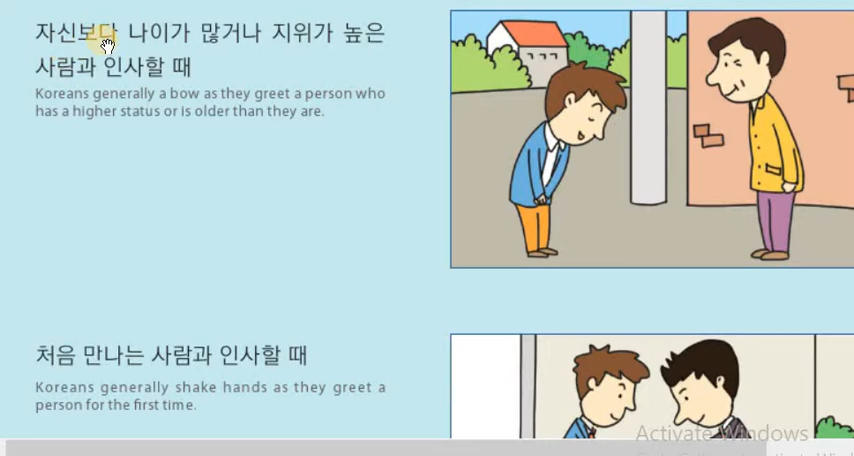 자신보다 나이가 많거나 지위가 높은
사람과 인사할 때
Koreans generally a bow as they greet a person who
has a higher status or is older than they are.
처음 만나는 사람과 인사할 때
Koreans generally shake hands as they greet a
person for the first time.
Activate Windows